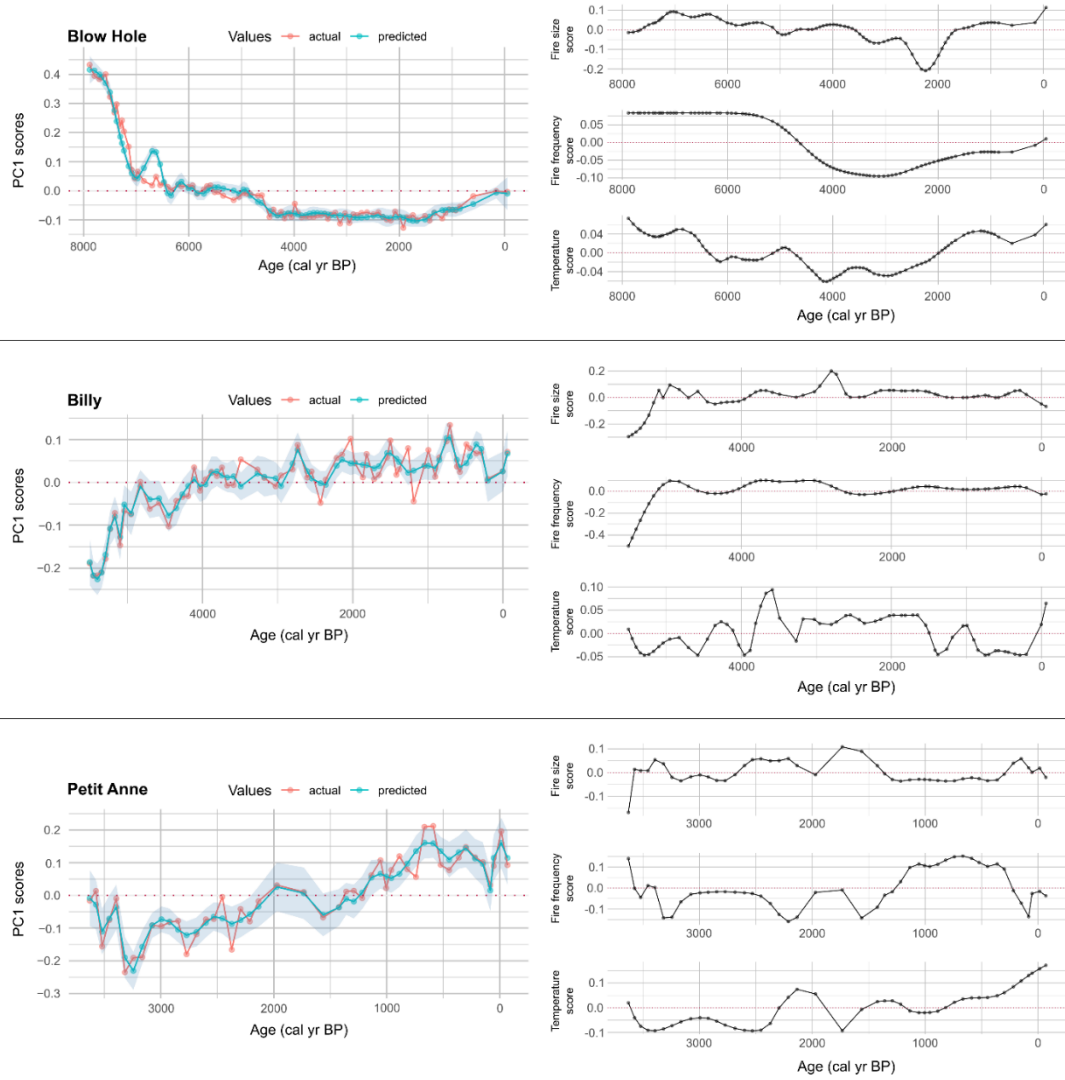 Blow Hole
Values actual predicted
0.4
0.3
0.2
0.1
0.0
−0.1
PC1 scores
8000 6000 4000 2000 0
Age (cal yr BP)
Fire size
score
0.1
0.0
-0.1
-0.2
8000 6000 4000 2000 0
Fire frequency
score
0.05
0.00
-0.05
-0.10
8000 6000 4000 2000 0
Temperature
score
0.04
0.00
-0.04
8000 6000 4000 2000 0
Age (cal yr BP)
Billy
Values actual predicted
0.1
0.0
−0.1
−0.2
PC1 scores
4000 2000 0
Age (cal yr BP)
Fire size
score
0.2
0.0
-0.2
4000 2000 0
Fire frequency
score
0.2
0.0
-0.2
-0.4
4000 2000 0
Temperature
score
0.10
0.05
0.00
-0.05
4000 2000 0
Age (cal yr BP)
Petit Anne
Values actual predicted
0.2
0.1
0.0
−0.1
−0.2
−0.3
PC1 scores
3000 2000 1000 0
Age (cal yr BP)
Fire size
score
0.1
0.0
-0.1
3000 2000 1000 0
Fire frequency
score
0.1
0.0
-0.1
3000 2000 1000 0
Temperature
score
0.1
0.0
-0.1
3000 2000 1000 0
Age (cal yr BP)